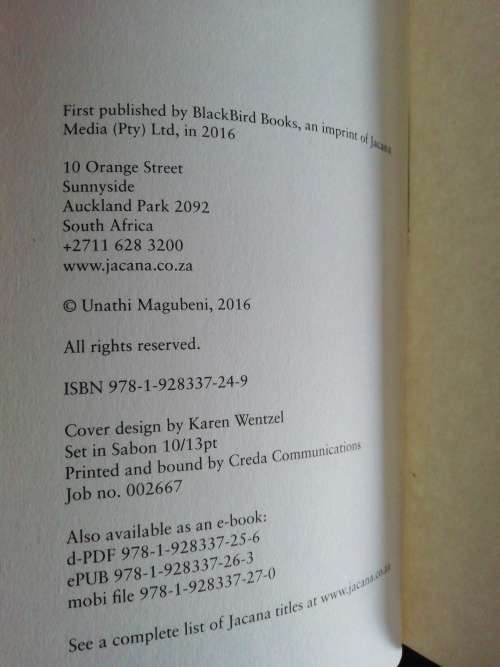 First published by BlackBird Books, an imprint of Jacana
Media (Pty) Ltd, in 2016
10 Orange Street
Sunnyside
Auckland Park 2092
South Africa
+2711 628 3200
www.jacana.co.za
© Unathi Magubeni, 2016
All rights reserved.
ISBN 978-1-928337-24-9
Cover design by Karen Wentzel
Set in Sabon 10/13pt
Printed and bound by Creda Communications
Job no. 002667
Also available as an e-book:
d-PDF 978-1-928337-25-6
ePUB 978-1-928337-26-3
mobi file 978-1-928337-27-0
See a complete list of Jacana titles at www.jacana.co.za